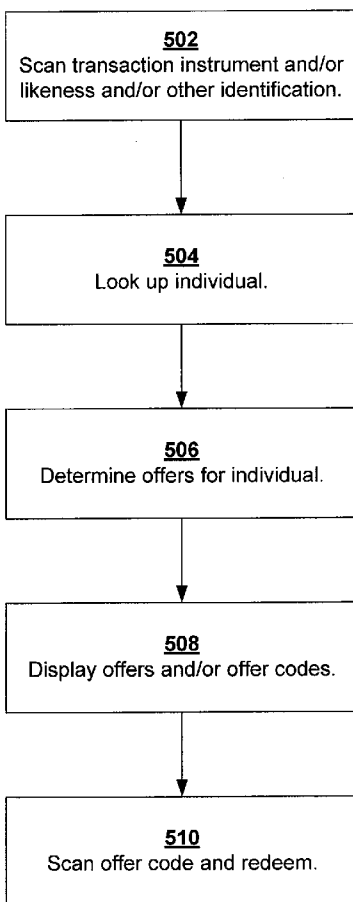 502
Scan transaction instrument and/or
likeness and/or other identification.
504
Look up individual.
506
Determine offers for individual.
508
Display offers and/or offer codes.
510
Scan offer code and redeem.